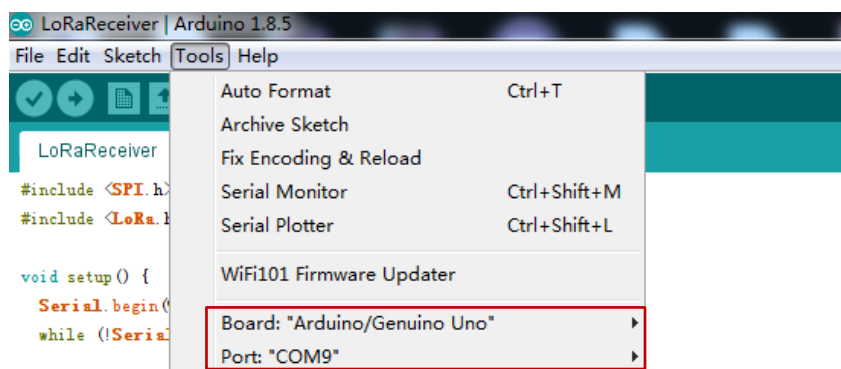 LoRaReceiver | Arduino 1.8.5
File Edit Sketch Tools Help
Auto Format Ctrl+T
Archive Sketch
Fix Encoding & Reload
Serial Monitor Ctrl+Shift+M
Serial Plotter Ctrl+Shift+L
WiFi101 Firmware Updater
Board: "Arduino/Genuino Uno"
Port: "COM9"
LoRaReceiver
#include <SPI.h>
#include <LoRa.h
void setup() {
Serial.begin(
while (!Serial